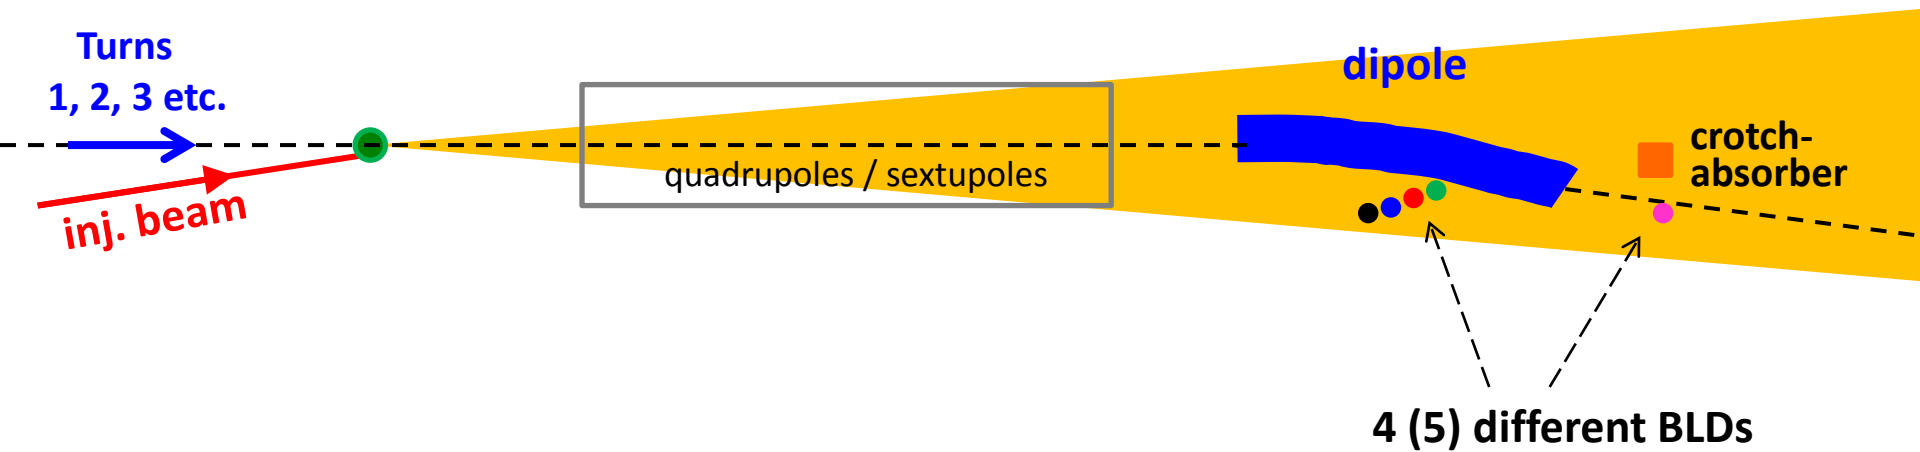 Turns
1, 2, 3 etc.
inj. beam
quadrupoles / sextupoles
dipole
crotch-
absorber
4 (5) different BLDs